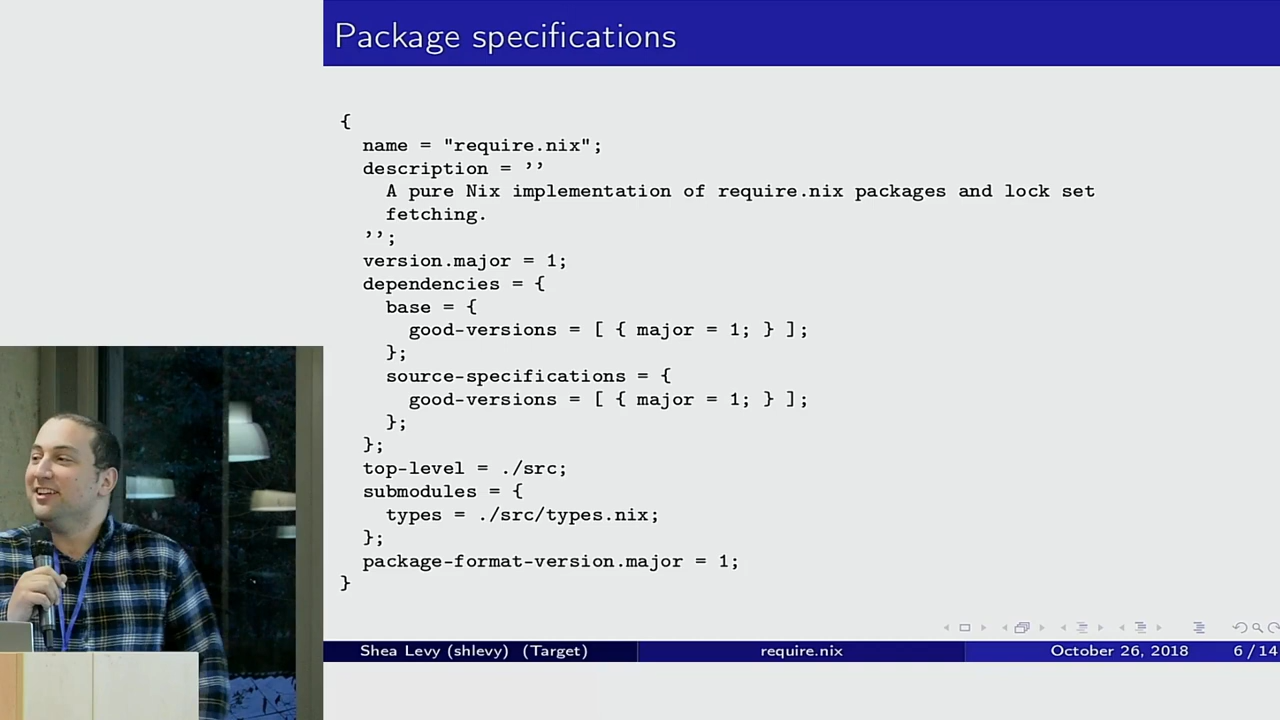 Package specifications
{
  name = "require.nix";
  description = ’’
    A pure Nix implementation of require.nix packages and lock set
    fetching.
  ’’;
  version.major = 1;
  dependencies = {
    base = {
      good-versions = [ { major = 1; } ];
    };
    source-specifications = {
      good-versions = [ { major = 1; } ];
    };
  };
  top-level = ./src;
  submodules = {
    types = ./src/types.nix;
  };
  package-format-version.major = 1;
}
Shea Levy (shlevy) (Target) require.nix October 26, 2018 6 / 14